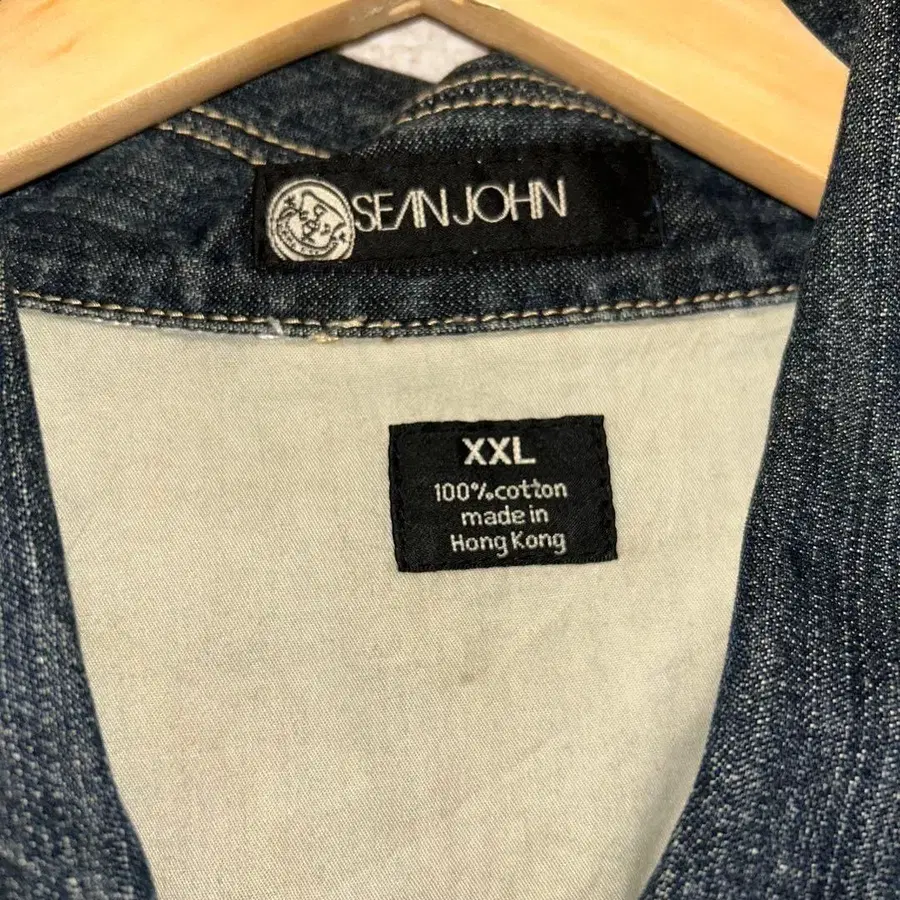 SEAN JOHN
XXL
100% cotton
made in
Hong Kong